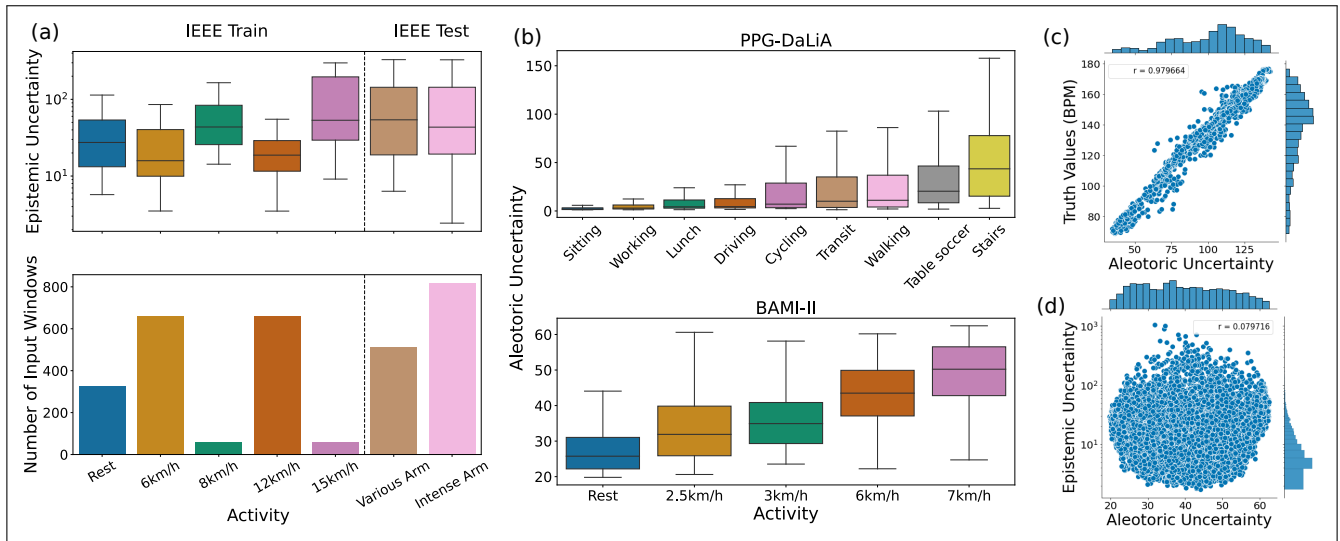 (a)
IEEE Train
IEEE Test
Epistemic Uncertainty
10²
10¹
Number of Input Windows
800
600
400
200
0
Rest
6km/h
8km/h
12km/h
15km/h
Various Arm
Intense Arm
Activity
(b)
PPG-DaLiA
Aleotoric Uncertainty
150
100
50
0
Sitting
Working
Lunch
Driving
Cycling
Transit
Walking
Table soccer
Stairs
BAMI-II
60
50
40
30
20
Rest
2.5km/h
3km/h
6km/h
7km/h
Activity
(c)
r = 0.979664
Truth Values (BPM)
180
160
140
120
100
80
50
75
100
125
Aleotoric Uncertainty
(d)
r = 0.079716
Epistemic Uncertainty
10³
10²
10¹
20
30
40
50
60
Aleotoric Uncertainty